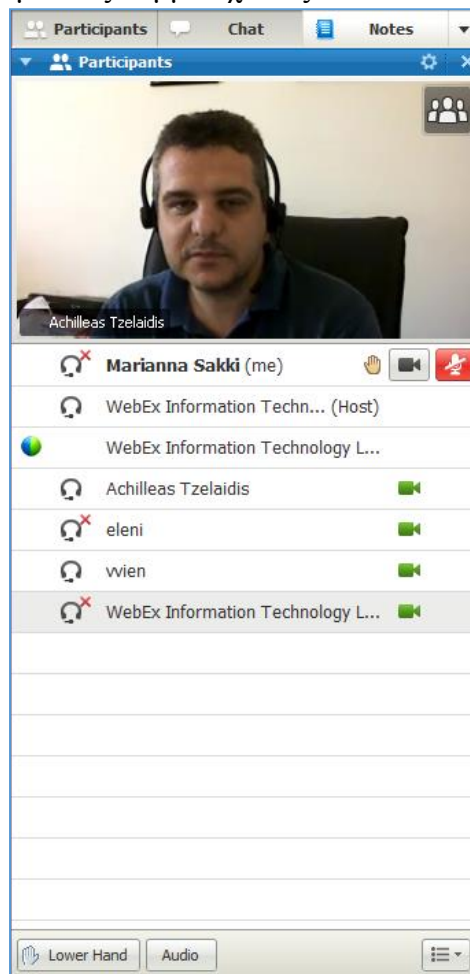 Participants Chat Notes
Participants
Achilleas Tzelaidis
Marianna Sakki (me)
WebEx Information Techn... (Host)
WebEx Information Technology L...
Achilleas Tzelaidis
eleni
vvien
WebEx Information Technology L...
Lower Hand Audio